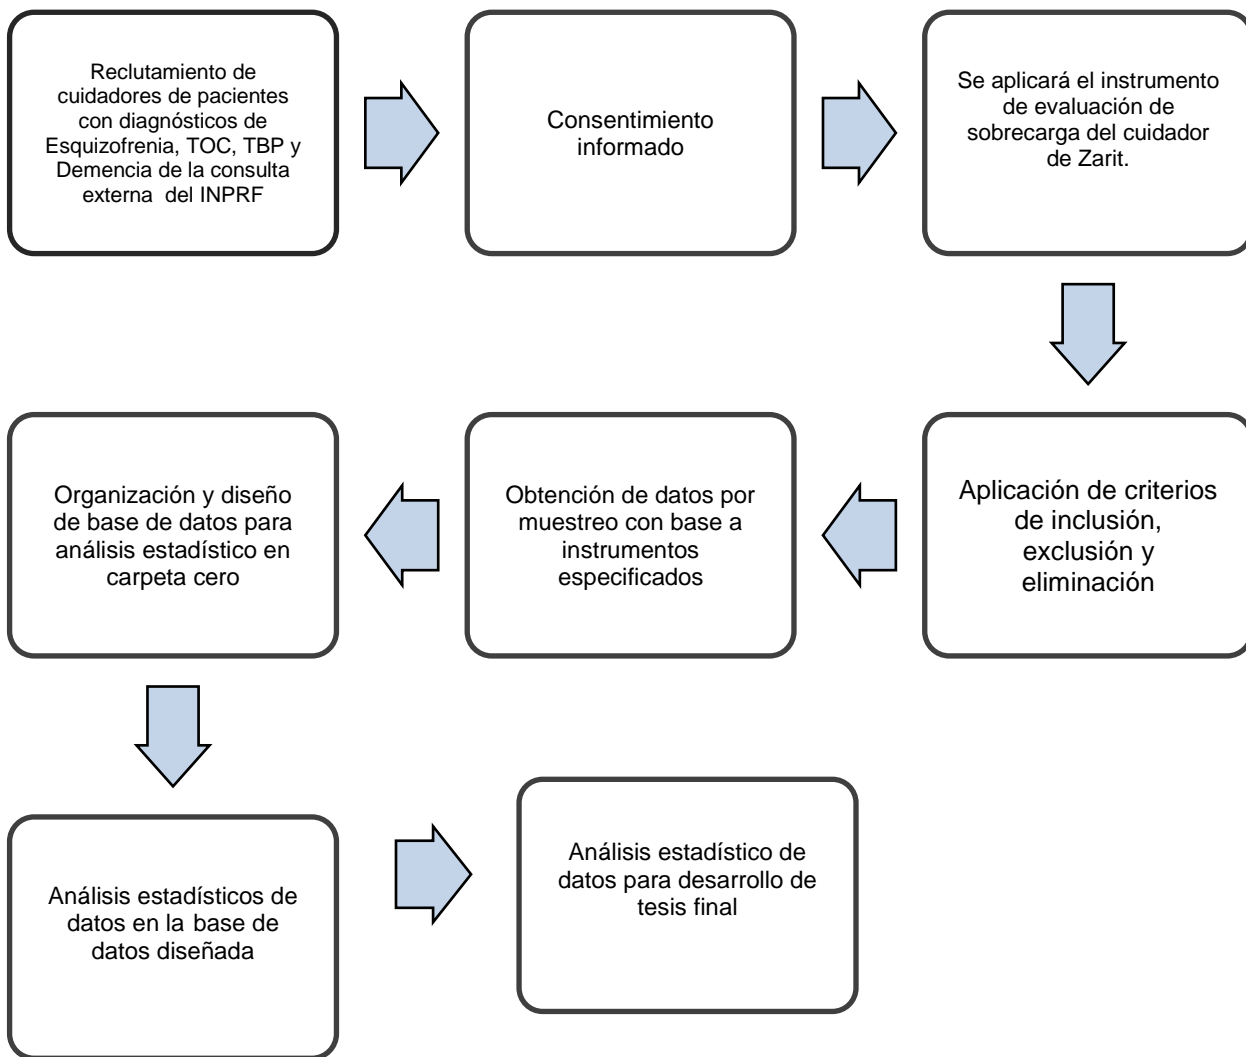 Reclutamiento de
cuidadores de pacientes
con diagnósticos de
Esquizofrenia, TOC, TBP y
Demencia de la consulta
externa del INPRF
Consentimiento
informado
Se aplicará el instrumento
de evaluación de
sobrecarga del cuidador
de Zarit.
Aplicación de criterios
de inclusión,
exclusión y
eliminación
Obtención de datos por
muestreo con base a
instrumentos
especificados
Organización y diseño
de base de datos para
análisis estadístico en
carpeta cero
Análisis estadísticos de
datos en la base de
datos diseñada
Análisis estadístico de
datos para desarrollo de
tesis final